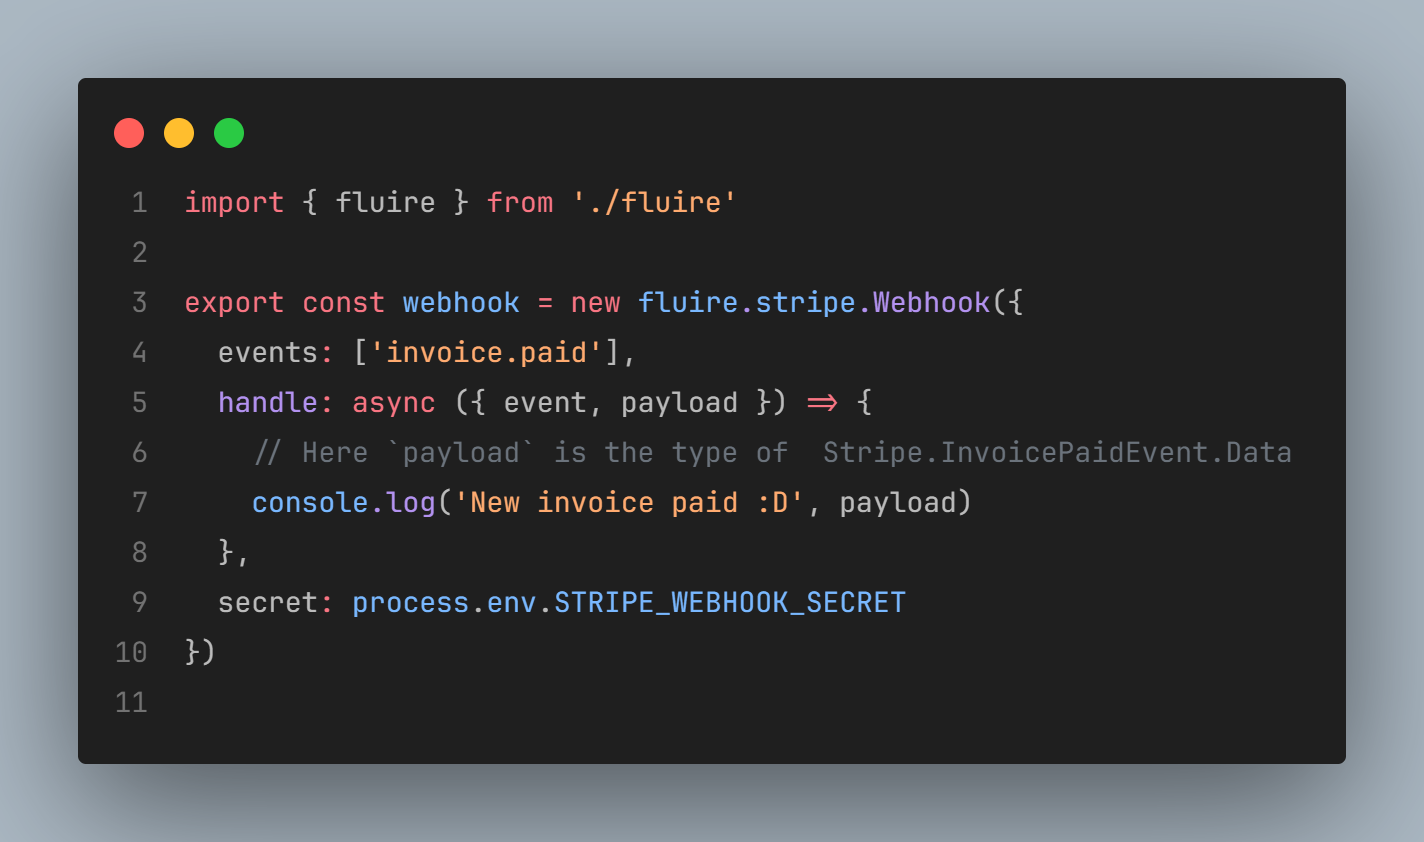 1 import { fluire } from './fluire'
2
3 export const webhook = new fluire.stripe.Webhook({
4   events: ['invoice.paid'],
5   handle: async ({ event, payload }) => {
6     // Here `payload` is the type of  Stripe.InvoicePaidEvent.Data
7     console.log('New invoice paid :D', payload)
8   },
9   secret: process.env.STRIPE_WEBHOOK_SECRET
10 })
11